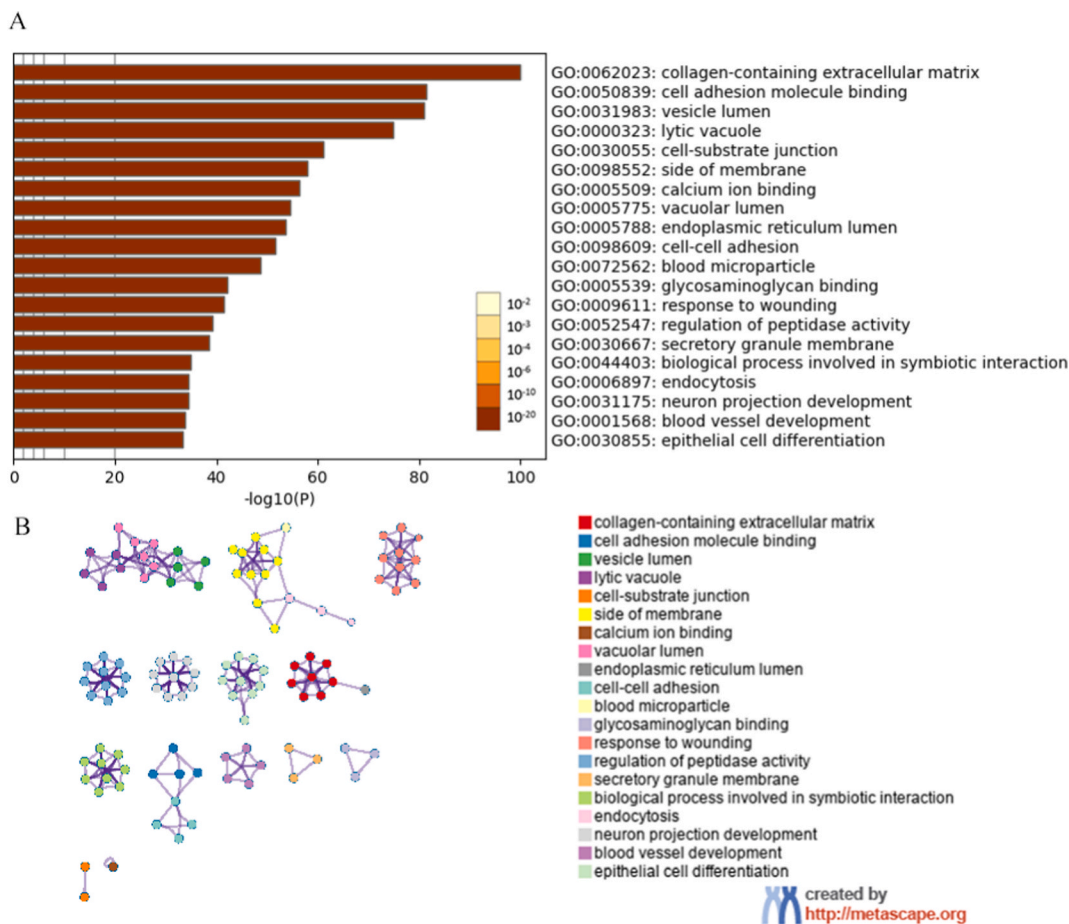 A
GO:0062023: collagen-containing extracellular matrix
GO:0050839: cell adhesion molecule binding
GO:0031983: vesicle lumen
GO:0000323: lytic vacuole
GO:0030055: cell-substrate junction
GO:0098552: side of membrane
GO:0005509: calcium ion binding
GO:0005775: vacuolar lumen
GO:0005788: endoplasmic reticulum lumen
GO:0098609: cell-cell adhesion
GO:0072562: blood microparticle
GO:0005539: glycosaminoglycan binding
GO:0009611: response to wounding
GO:0052547: regulation of peptidase activity
GO:0030667: secretory granule membrane
GO:0044403: biological process involved in symbiotic interaction
GO:0006897: endocytosis
GO:0031175: neuron projection development
GO:0001568: blood vessel development
GO:0030855: epithelial cell differentiation
10-2
10-3
10-4
10-6
10-10
10-20
0 20 40 60 80 100
-log10(P)
B
collagen-containing extracellular matrix
cell adhesion molecule binding
vesicle lumen
lytic vacuole
cell-substrate junction
side of membrane
calcium ion binding
vacuolar lumen
endoplasmic reticulum lumen
cell-cell adhesion
blood microparticle
glycosaminoglycan binding
response to wounding
regulation of peptidase activity
secretory granule membrane
biological process involved in symbiotic interaction
endocytosis
neuron projection development
blood vessel development
epithelial cell differentiation
created by
http://metascape.org